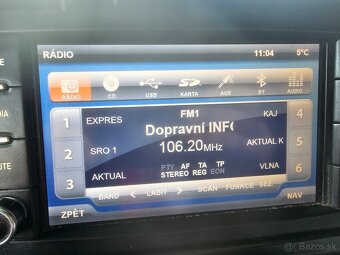 RÁDIO 11:04 5°C
RÁDIO CD USB KARTA AUX BT AUDIO
FM1
1 EXPRES KAJ 4
Dopravní INFO
2 SRO 1 106.20MHz AKTUAL K 5
3 AKTUAL VLNA 6
PTY AF TA TP
STEREO REG EON
BAND < LADIT > SCAN FUNKCE SEZ.
ZPĚT NAV
© Bazos.sk